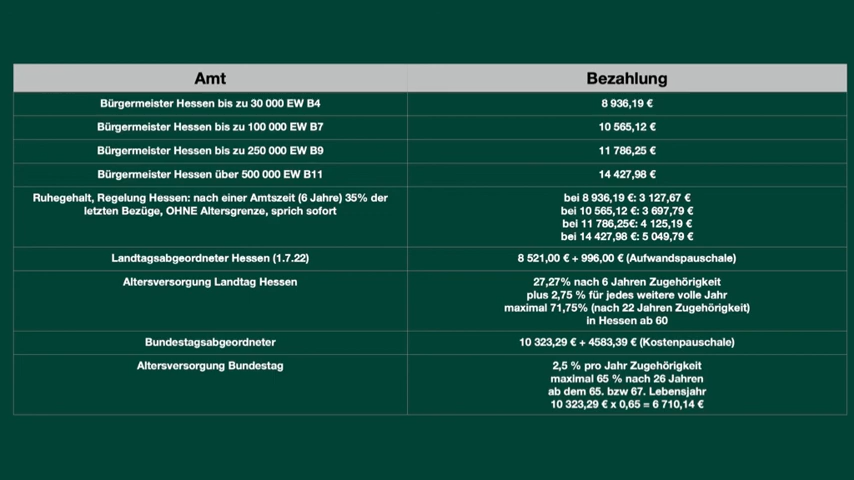 Amt
Bezahlung
Bürgermeister Hessen bis zu 30 000 EW B4
8 936,19 €
Bürgermeister Hessen bis zu 100 000 EW B7
10 565,12 €
Bürgermeister Hessen bis zu 250 000 EW B9
11 786,25 €
Bürgermeister Hessen über 500 000 EW B11
14 427,98 €
Ruhegehalt, Regelung Hessen: nach einer Amtszeit (6 Jahre) 35% der
letzten Bezüge, OHNE Altersgrenze, sprich sofort
bei 8 936,19 €: 3 127,67 €
bei 10 565,12 €: 3 697,79 €
bei 11 786,25€: 4 125,19 €
bei 14 427,98 €: 5 049,79 €
Landtagsabgeordneter Hessen (1.7.22)
8 521,00 € + 996,00 € (Aufwandspauschale)
Altersversorgung Landtag Hessen
27,27% nach 6 Jahren Zugehörigkeit
plus 2,75 % für jedes weitere volle Jahr
maximal 71,75% (nach 22 Jahren Zugehörigkeit)
in Hessen ab 60
Bundestagsabgeordneter
10 323,29 € + 4583,39 € (Kostenpauschale)
Altersversorgung Bundestag
2,5 % pro Jahr Zugehörigkeit
maximal 65 % nach 26 Jahren
ab dem 65. bzw 67. Lebensjahr
10 323,29 € x 0,65 = 6 710,14 €